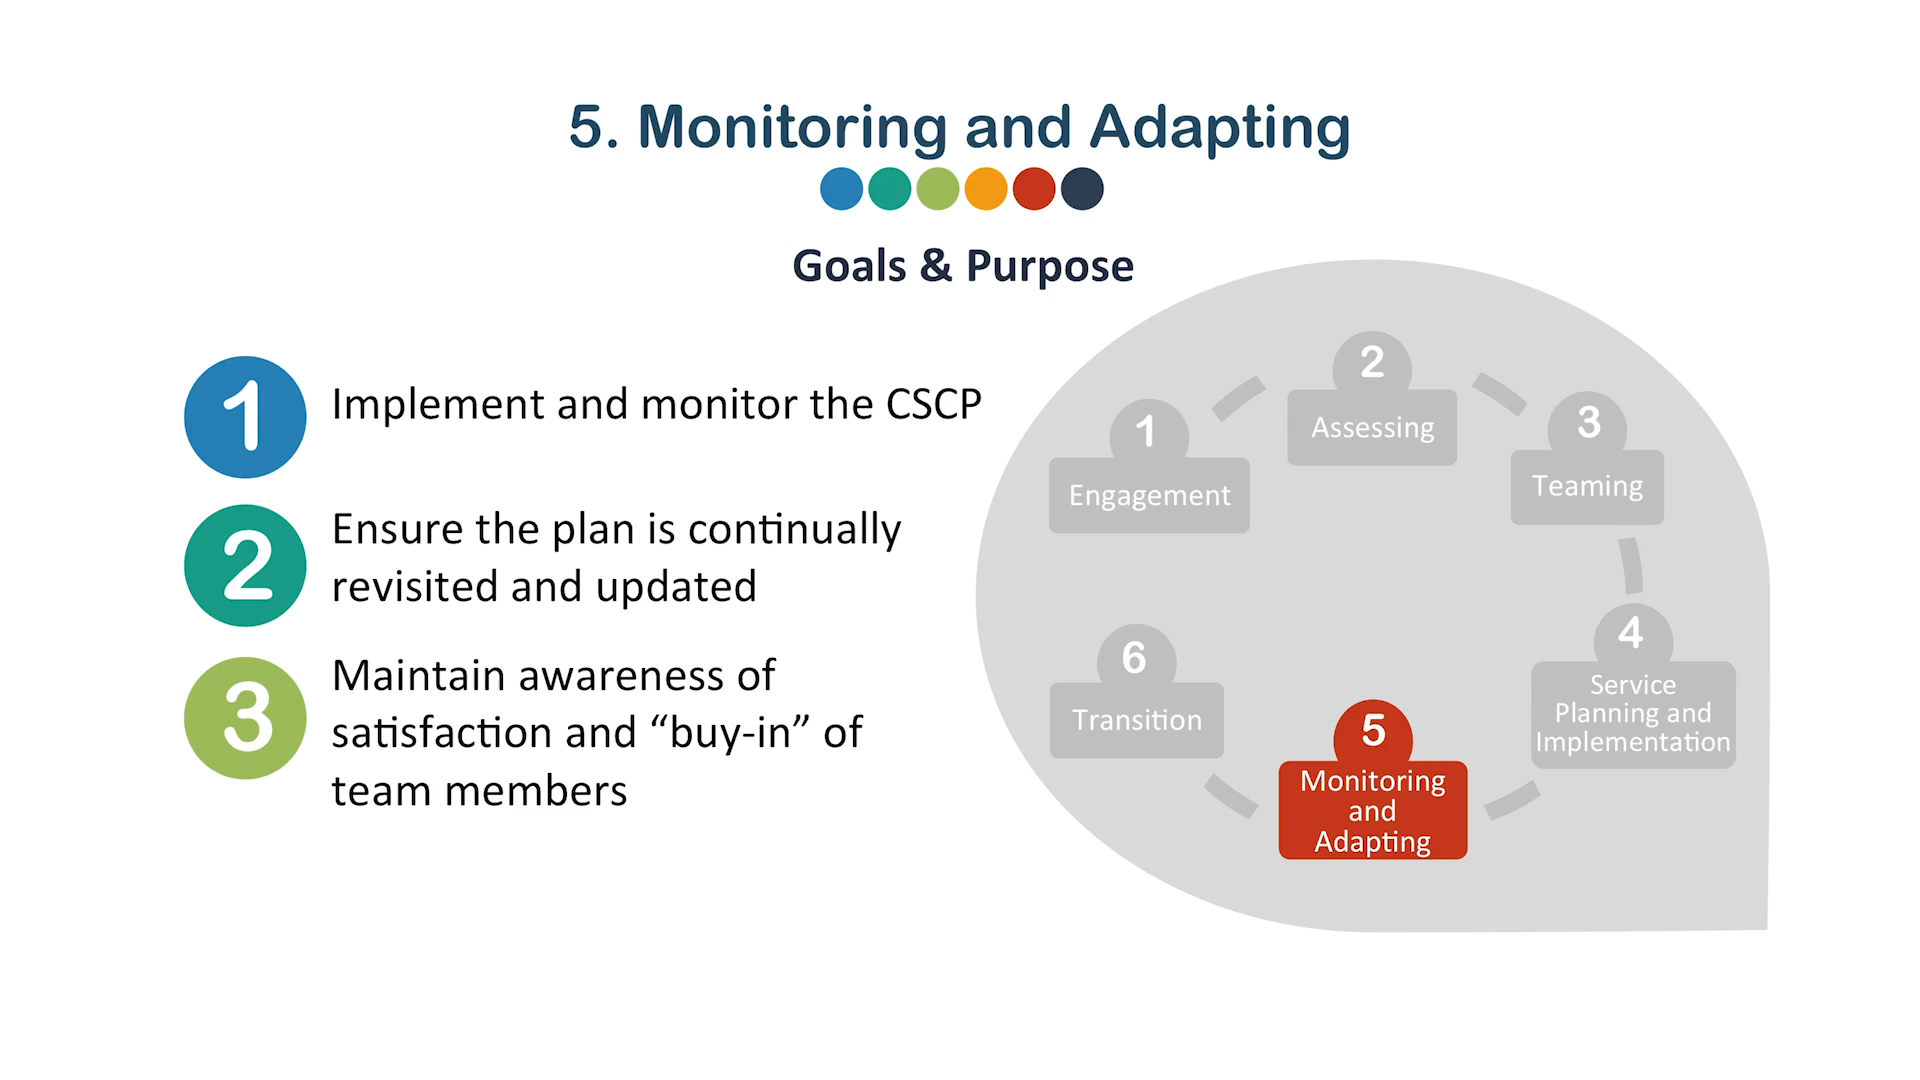 5. Monitoring and Adapting
Goals & Purpose
1
Implement and monitor the CSCP
2
Ensure the plan is continually
revisited and updated
3
Maintain awareness of
satisfaction and “buy-in” of
team members
1
Engagement
2
Assessing
3
Teaming
4
Service
Planning and
Implementation
5
Monitoring
and
Adapting
6
Transition